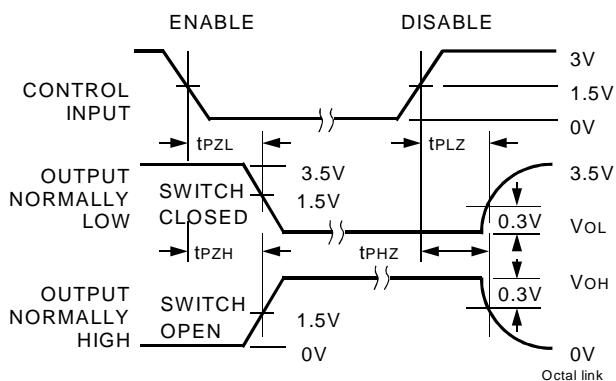 ENABLE DISABLE
CONTROL
INPUT
3V
1.5V
0V
tPZL tPLZ
OUTPUT
NORMALLY
LOW
SWITCH
CLOSED
3.5V
1.5V
3.5V
0.3V
VOL
tPZH tPHZ
OUTPUT
NORMALLY
HIGH
SWITCH
OPEN
1.5V
0V
VOH
0.3V
0V
Octal link